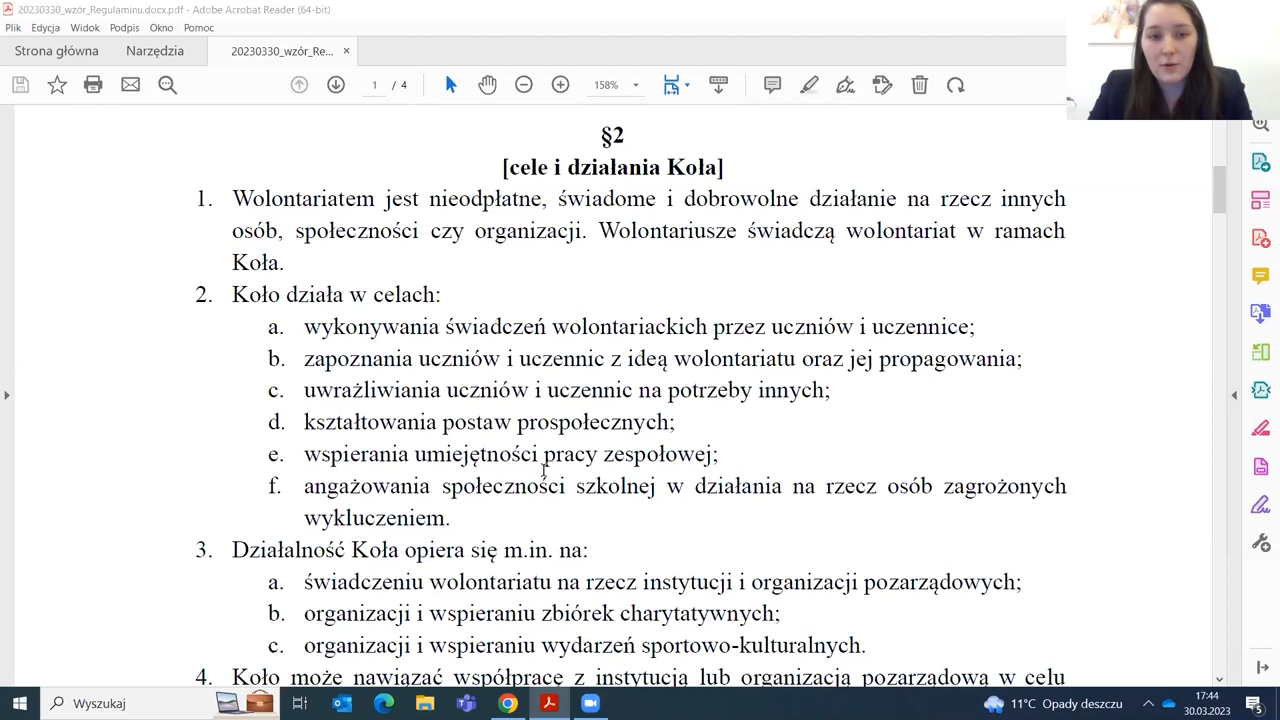 20230330_wzór_Regulaminu.docx.pdf - Adobe Acrobat Reader (64-bit)
Plik Edycja Widok Podpis Okno Pomoc
Strona główna Narzędzia 20230330_wzór_Re... ×
1 / 4 158%
§2
[cele i działania Koła]
1. Wolontariatem jest nieodpłatne, świadome i dobrowolne działanie na rzecz innych
osób, społeczności czy organizacji. Wolontariusze świadczą wolontariat w ramach
Koła.
2. Koło działa w celach:
a. wykonywania świadczeń wolontariackich przez uczniów i uczennice;
b. zapoznania uczniów i uczennic z ideą wolontariatu oraz jej propagowania;
c. uwrażliwiania uczniów i uczennic na potrzeby innych;
d. kształtowania postaw prospołecznych;
e. wspierania umiejętności pracy zespołowej;
f. angażowania społeczności szkolnej w działania na rzecz osób zagrożonych
wykluczeniem.
3. Działalność Koła opiera się m.in. na:
a. świadczeniu wolontariatu na rzecz instytucji i organizacji pozarządowych;
b. organizacji i wspieraniu zbiórek charytatywnych;
c. organizacji i wspieraniu wydarzeń sportowo-kulturalnych.
4. Koło może nawiązać współpracę z instytucją lub organizacją pozarządową w celu
Wyszukaj 11°C Opady deszczu 17:44
30.03.2023 5